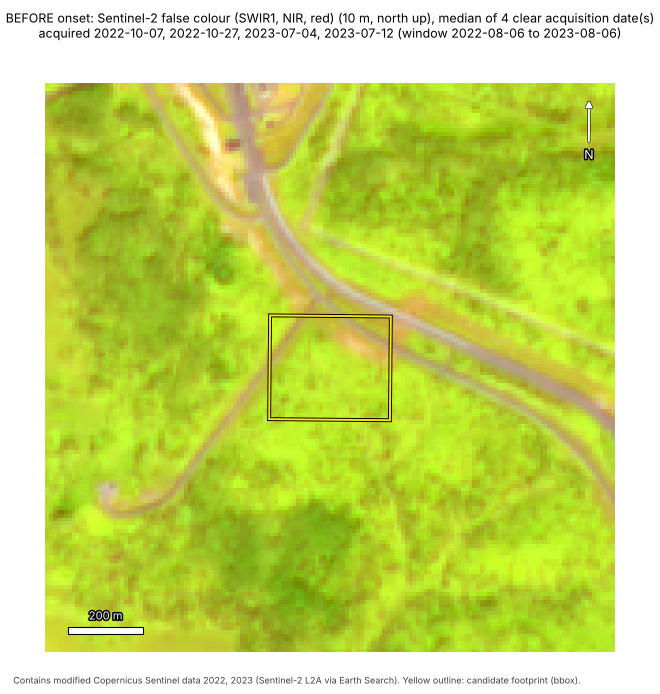 BEFORE onset: Sentinel-2 false colour (SWIR1, NIR, red) (10 m, north up), median of 4 clear acquisition date(s)
acquired 2022-10-07, 2022-10-27, 2023-07-04, 2023-07-12 (window 2022-08-06 to 2023-08-06)
N
200 m
Contains modified Copernicus Sentinel data 2022, 2023 (Sentinel-2 L2A via Earth Search). Yellow outline: candidate footprint (bbox).